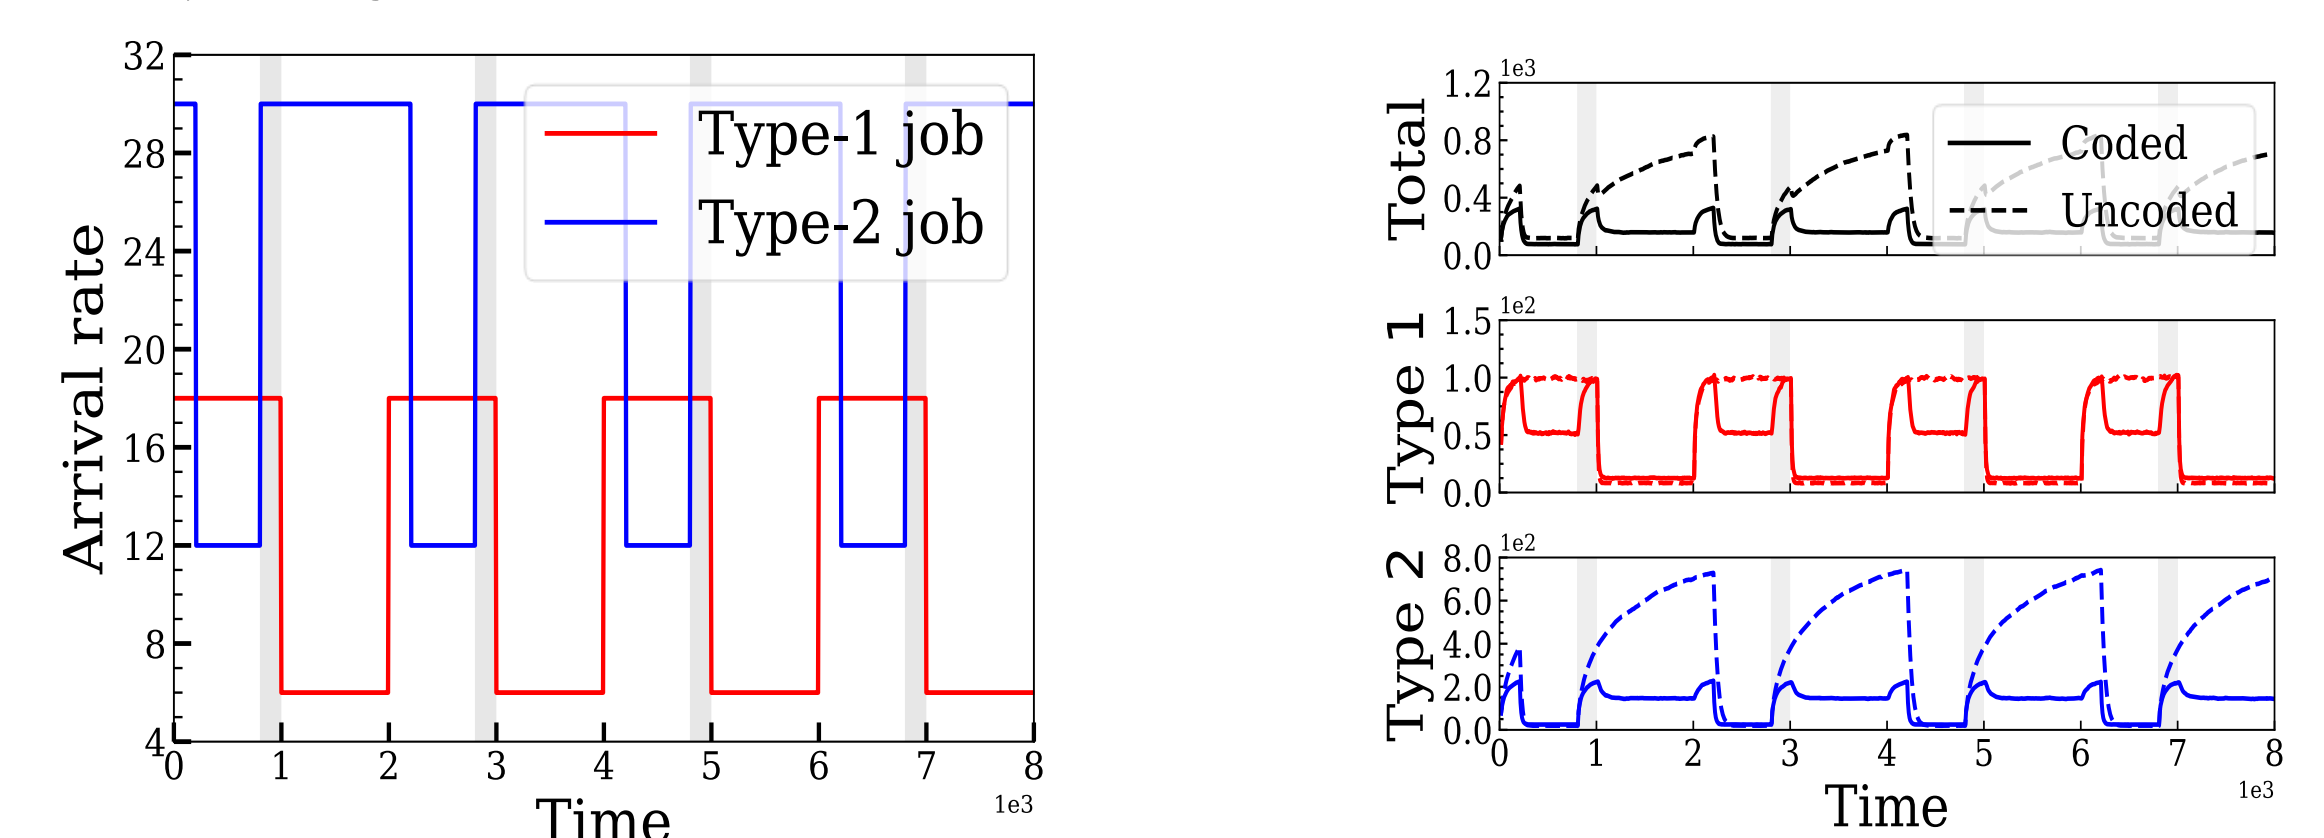 32
28
24
20
16
12
8
4
Arrival rate
Type-1 job
Type-2 job
0 1 2 3 4 5 6 7 8
1e3
Time
1e3
1.2
0.8
0.4
0.0
Total
Coded
Uncoded
1e2
1.5
1.0
0.5
0.0
Type 1
1e2
8.0
6.0
4.0
2.0
0.0
Type 2
0 1 2 3 4 5 6 7 8
1e3
Time